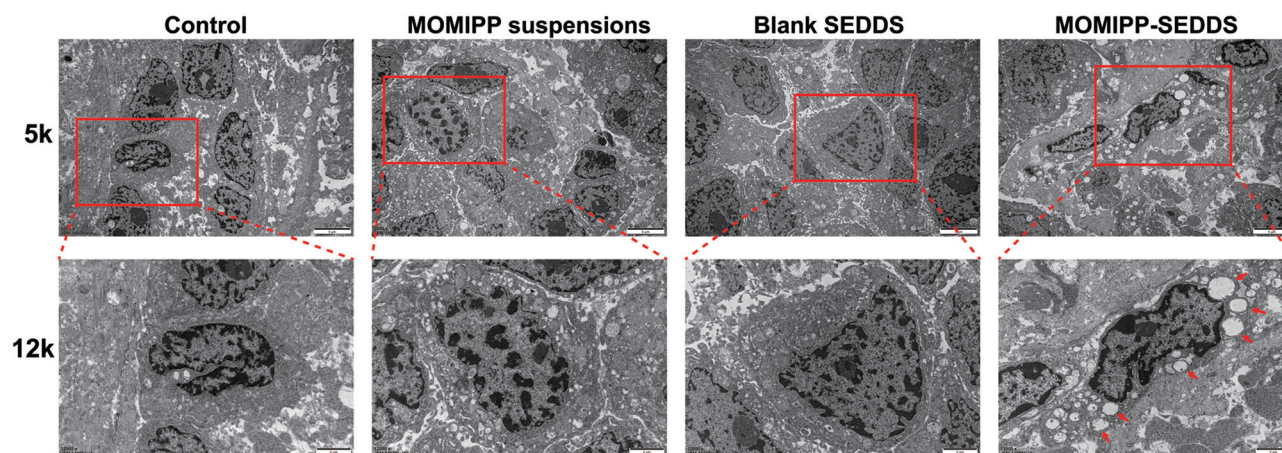 Control
MOMIPP suspensions
Blank SEDDS
MOMIPP-SEDDS
5k
12k